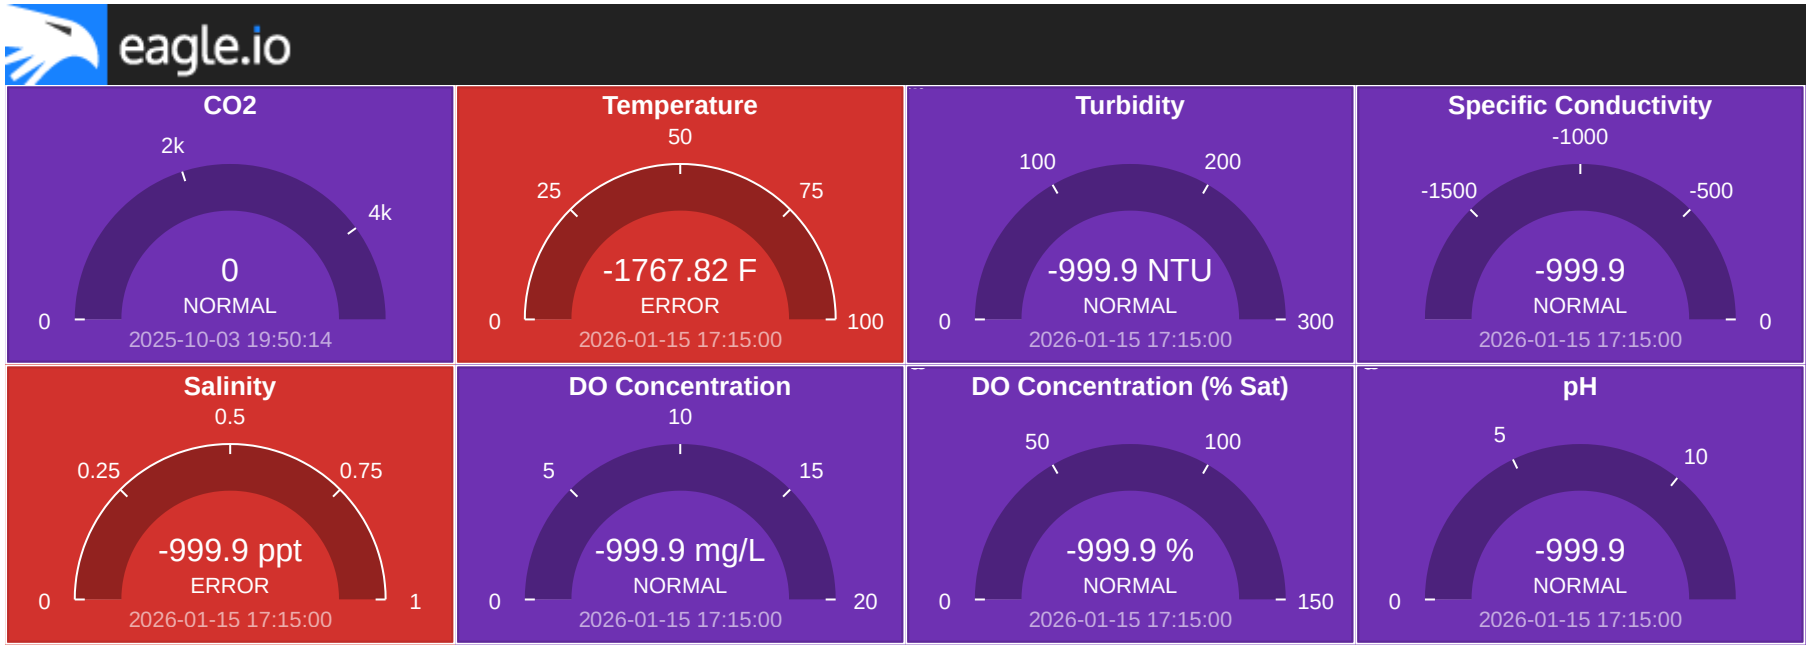 eagle.io
CO2
2k
4k
0
NORMAL
0
2025-10-03 19:50:14
Temperature
50
25
75
-1767.82 F
ERROR
0
100
2026-01-15 17:15:00
Turbidity
100
200
-999.9 NTU
NORMAL
0
300
2026-01-15 17:15:00
Specific Conductivity
-1000
-1500
-500
-999.9
NORMAL
0
2026-01-15 17:15:00
Salinity
0.5
0.25
0.75
-999.9 ppt
ERROR
0
1
2026-01-15 17:15:00
DO Concentration
10
5
15
-999.9 mg/L
NORMAL
0
20
2026-01-15 17:15:00
DO Concentration (% Sat)
50
100
-999.9 %
NORMAL
0
150
2026-01-15 17:15:00
pH
5
10
-999.9
NORMAL
0
2026-01-15 17:15:00